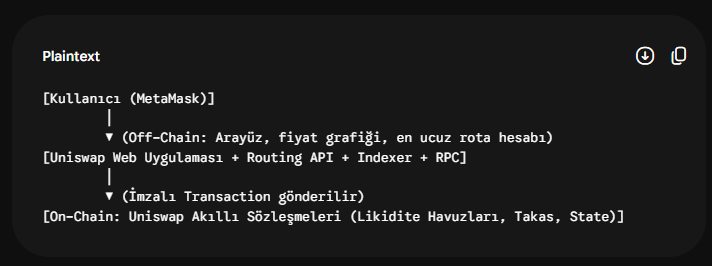 Plaintext
[Kullanıcı (MetaMask)]
│
▼ (Off-Chain: Arayüz, fiyat grafiği, en ucuz rota hesabı)
[Uniswap Web Uygulaması + Routing API + Indexer + RPC]
│
▼ (İmzalı Transaction gönderilir)
[On-Chain: Uniswap Akıllı Sözleşmeleri (Likidite Havuzları, Takas, State)]